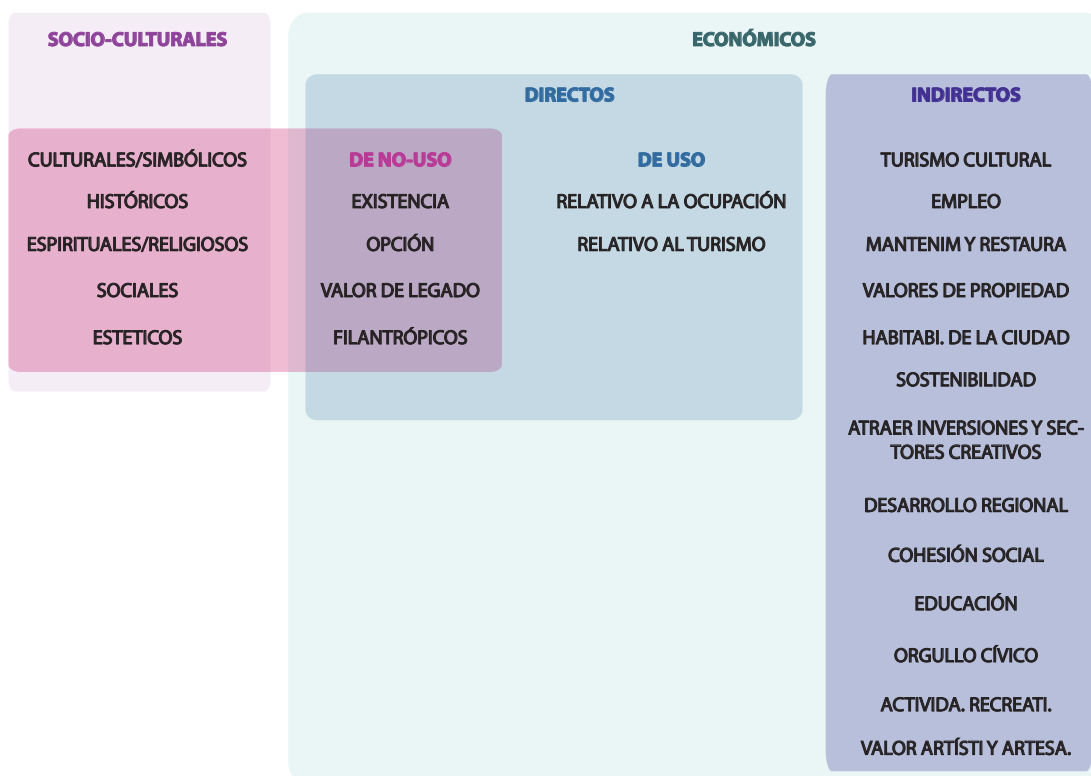 SOCIO-CULTURALES
CULTURALES/SIMBÓLICOS
HISTÓRICOS
ESPIRITUALES/RELIGIOSOS
SOCIALES
ESTETICOS
ECONÓMICOS
DIRECTOS
DE NO-USO
EXISTENCIA
OPCIÓN
VALOR DE LEGADO
FILANTRÓPICOS
DE USO
RELATIVO A LA OCUPACIÓN
RELATIVO AL TURISMO
INDIRECTOS
TURISMO CULTURAL
EMPLEO
MANTENIM Y RESTAURA
VALORES DE PROPIEDAD
HABITABI. DE LA CIUDAD
SOSTENIBILIDAD
ATRAER INVERSIONES Y SEC-
TORES CREATIVOS
DESARROLLO REGIONAL
COHESIÓN SOCIAL
EDUCACIÓN
ORGULLO CÍVICO
ACTIVIDA. RECREATI.
VALOR ARTÍSTI Y ARTESA.